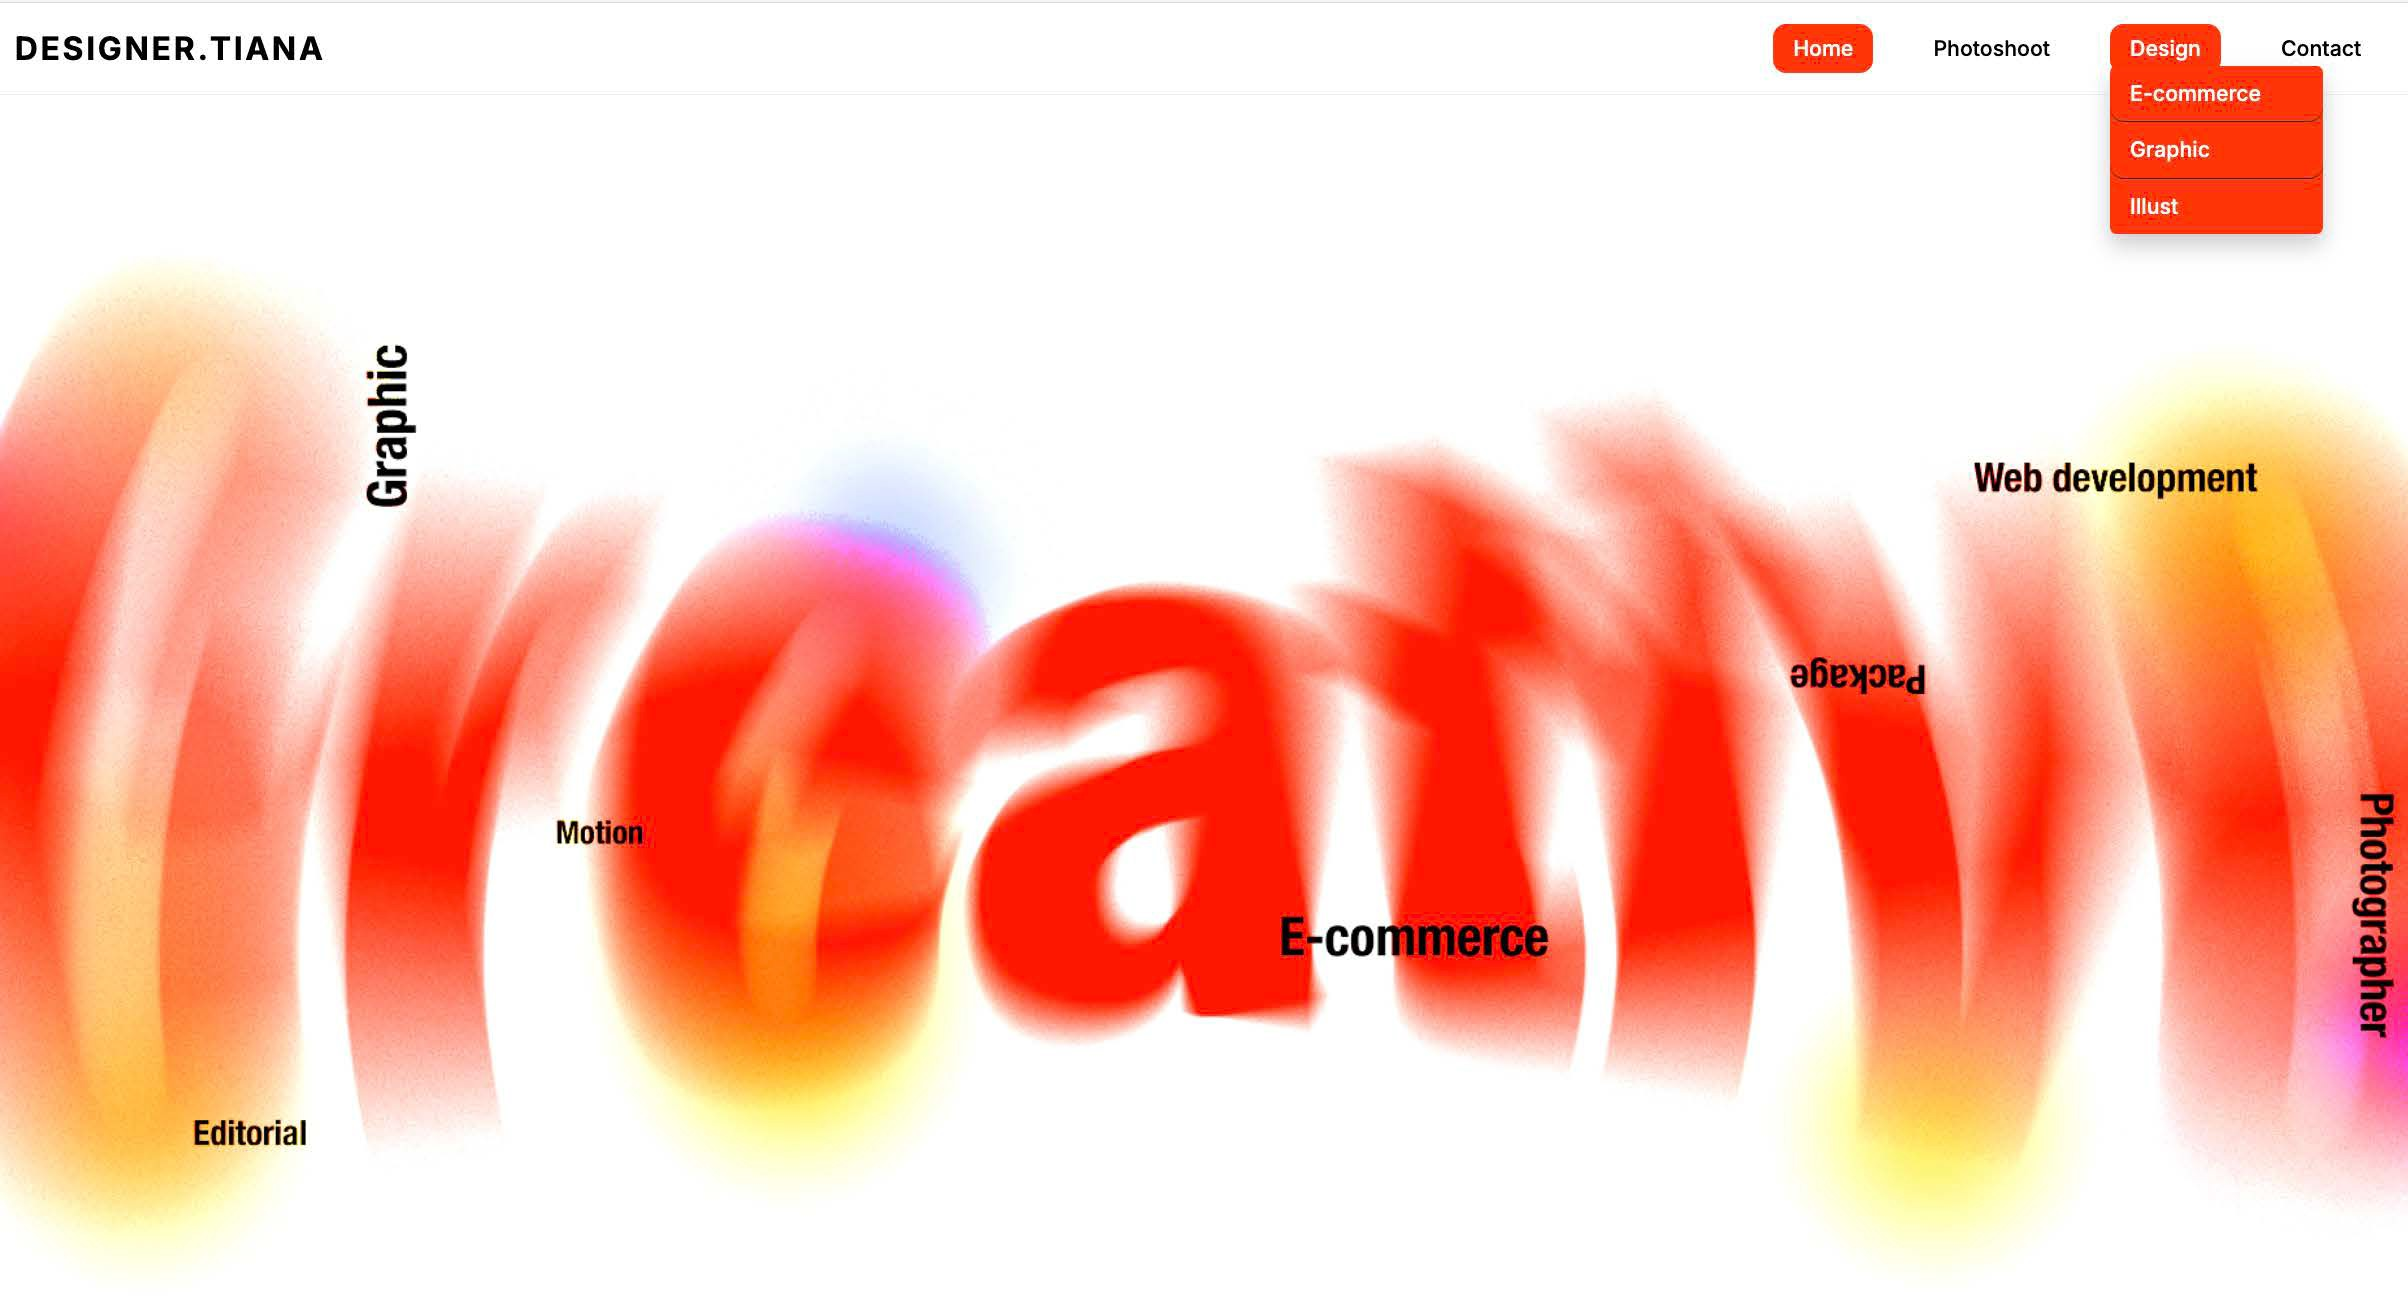 DESIGNER.TIANA
Home
Photoshoot
Design
Contact
E-commerce
Graphic
Illust
Graphic
Web development
Package
Motion
Photographer
E-commerce
Editorial